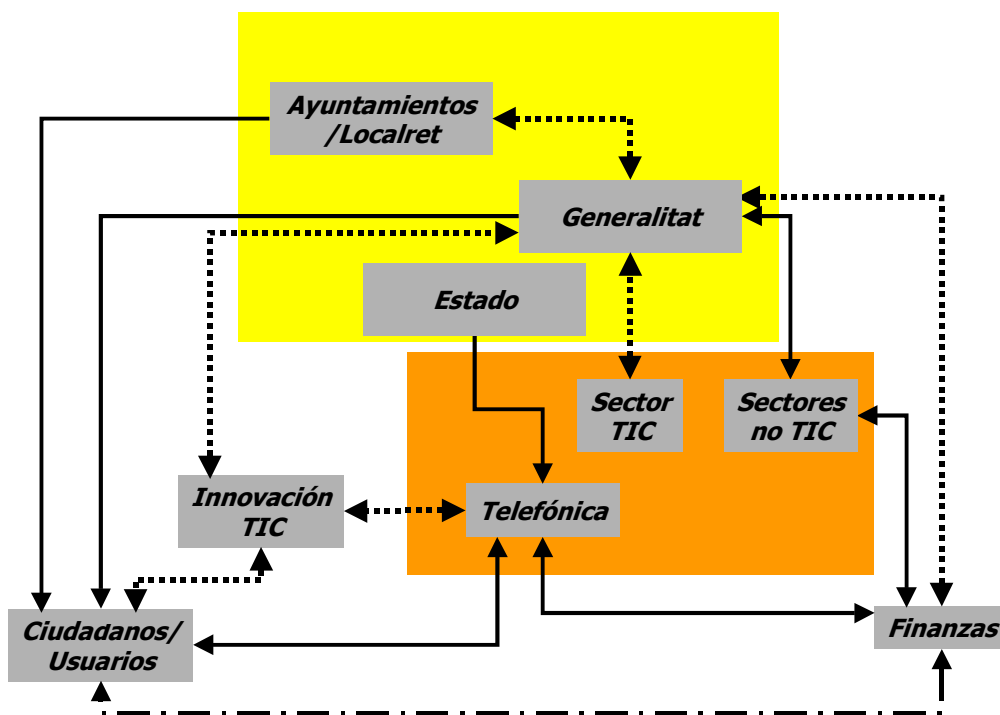 Ayuntamientos
/Localret
Generalitat
Estado
Sector
TIC
Sectores
no TIC
Innovación
TIC
Telefónica
Ciudadanos/
Usuarios
Finanzas